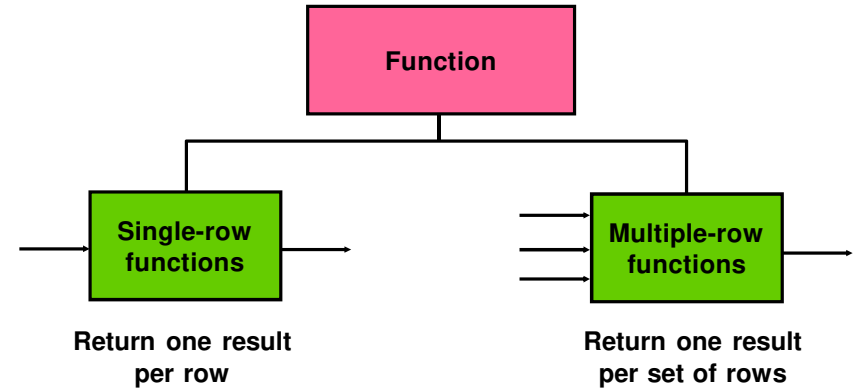 Function
Single-row
functions
Multiple-row
functions
Return one result
per row
Return one result
per set of rows